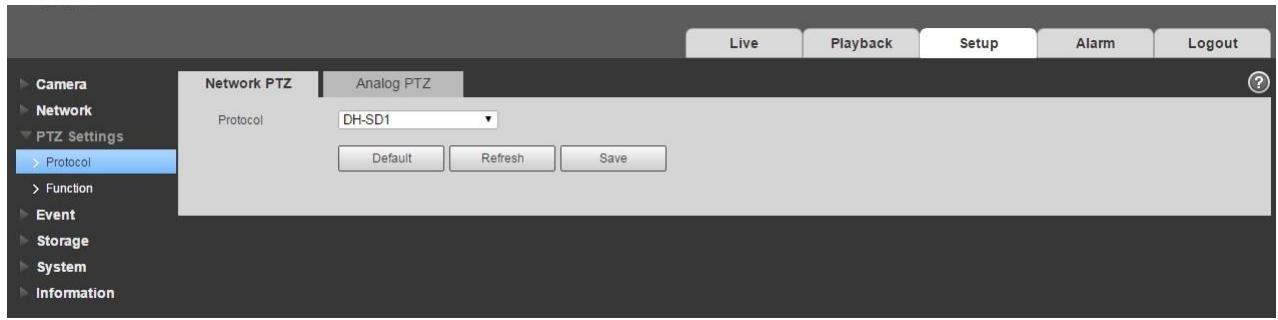 Live Playback Setup Alarm Logout
Camera
Network
PTZ Settings
> Protocol
> Function
Event
Storage
System
Information
Network PTZ Analog PTZ ?
Protocol DH-SD1
Default Refresh Save